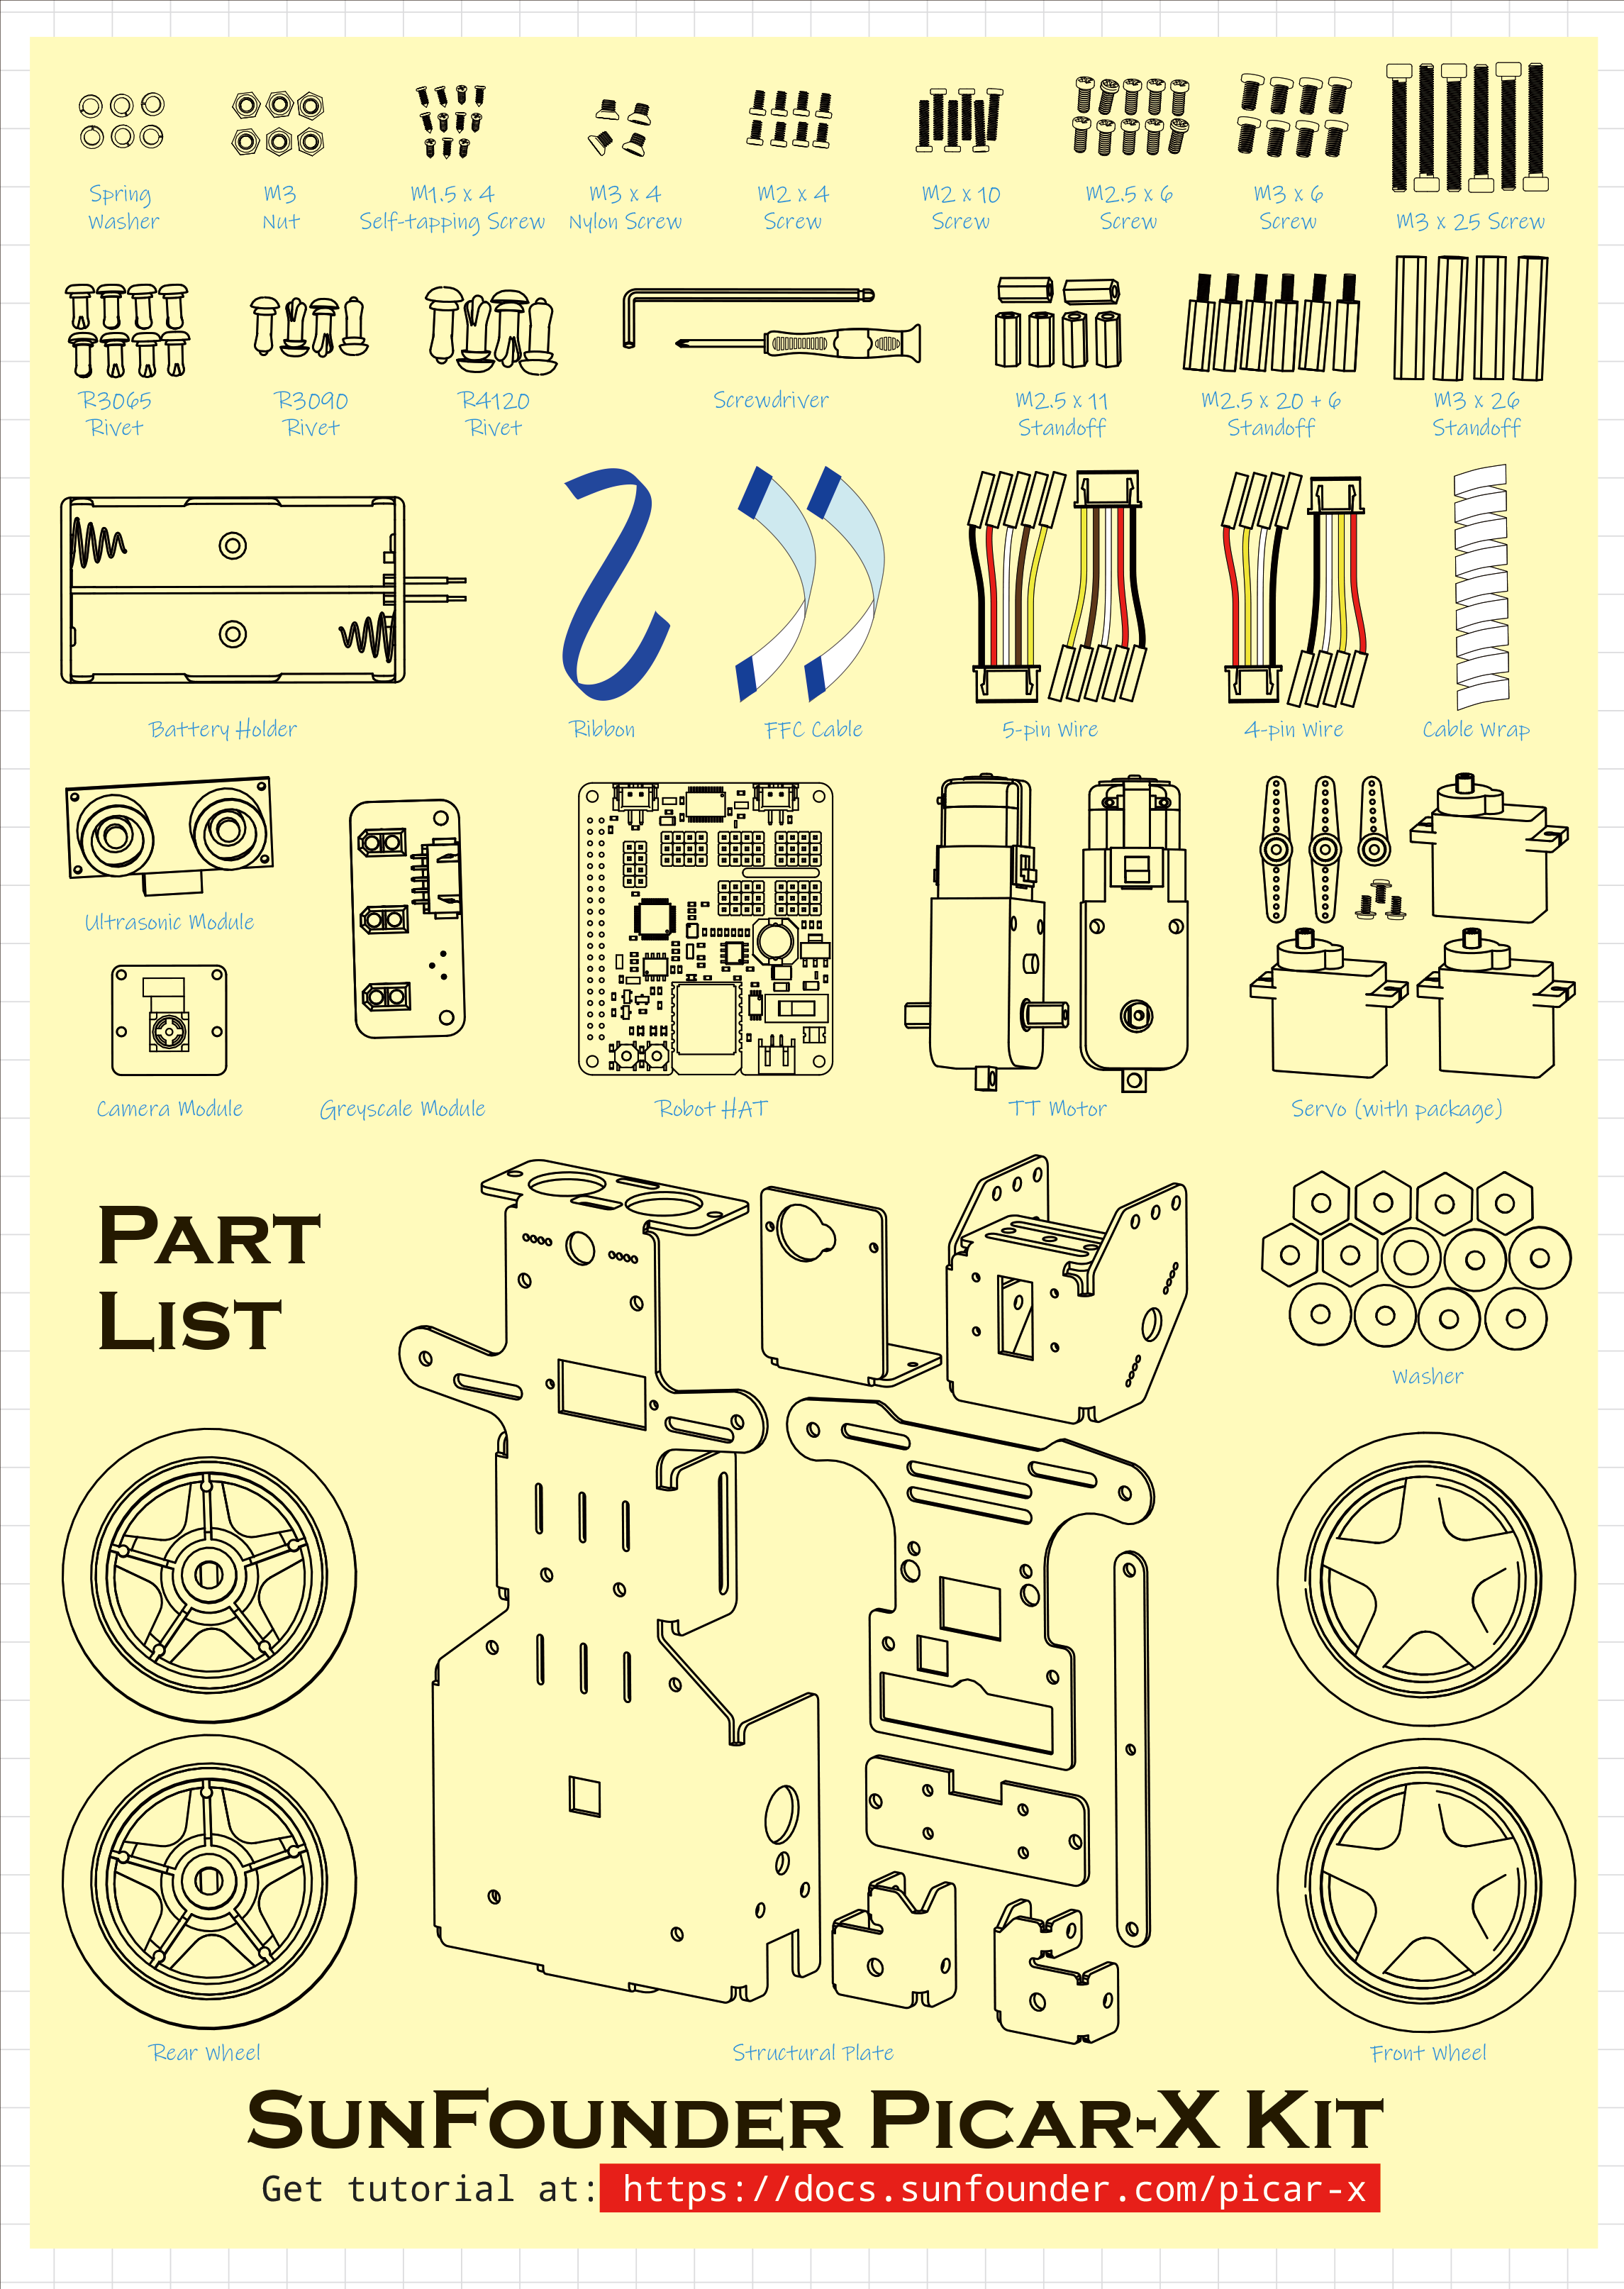 Spring
Washer
M3
Nut
M1.5 x 4
Self-tapping Screw
M3 x 4
Nylon Screw
M2 x 4
Screw
M2 x 10
Screw
M2.5 x 6
Screw
M3 x 6
Screw
M3 x 25 Screw
R3065
Rivet
R3090
Rivet
R4120
Rivet
Screwdriver
M2.5 x 11
Standoff
M2.5 x 20 + 6
Standoff
M3 x 26
Standoff
Battery Holder
Ribbon
FFC Cable
5-pin Wire
4-pin Wire
Cable Wrap
Ultrasonic Module
Camera Module
Greyscale Module
Robot HAT
TT Motor
Servo (with package)
Part
List
Washer
Rear Wheel
Structural Plate
Front Wheel
SunFounder Picar-X Kit
Get tutorial at: https://docs.sunfounder.com/picar-x